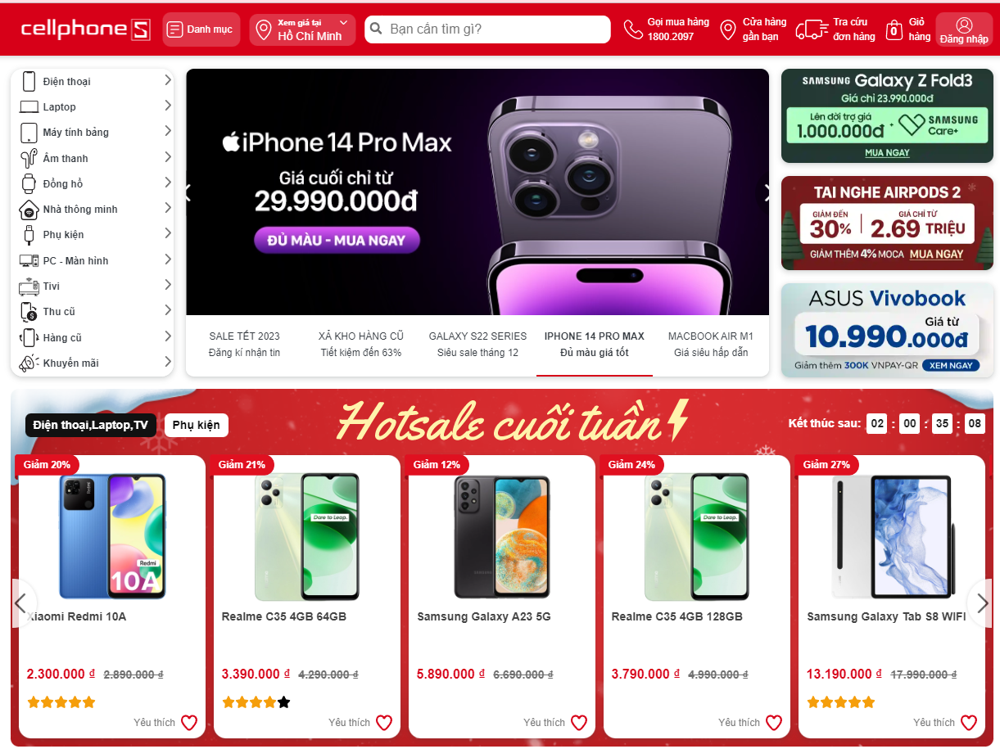 cellphoneS
Danh mục
Xem giá tại
Hồ Chí Minh
Bạn cần tìm gì?
Gọi mua hàng
1800.2097
Cửa hàng
gần bạn
Tra cứu
đơn hàng
0
Giỏ
hàng
Đăng nhập
Điện thoại
Laptop
Máy tính bảng
Âm thanh
Đồng hồ
Nhà thông minh
Phụ kiện
PC - Màn hình
Tivi
Thu cũ
Hàng cũ
Khuyến mãi
iPhone 14 Pro Max
Giá cuối chỉ từ
29.990.000đ
ĐỦ MÀU - MUA NGAY
SALE TẾT 2023
Đăng kí nhận tin
XẢ KHO HÀNG CŨ
Tiết kiệm đến 63%
GALAXY S22 SERIES
Siêu sale tháng 12
IPHONE 14 PRO MAX
Đủ màu giá tốt
MACBOOK AIR M1
Giá siêu hấp dẫn
SAMSUNG Galaxy Z Fold3
Giá chỉ 23.990.000đ
Lên đời trợ giá
1.000.000đ
+
SAMSUNG
Care+
MUA NGAY
TAI NGHE AIRPODS 2
GIẢM ĐẾN
30%
GIÁ CHỈ TỪ
2.69 TRIỆU
GIẢM THÊM 4% MOCA MUA NGAY
ASUS Vivobook
Giá từ
10.990.000đ
Giảm thêm 300K VNPAY-QR XEM NGAY
Điện thoại,Laptop,TV
Phụ kiện
Hotsale cuối tuần
Kết thúc sau: 02 : 00 : 35 : 08
Giảm 20%
Redmi
Redmi
10A
Xiaomi Redmi 10A
2.300.000 ₫ 2.890.000 ₫
Yêu thích
Giảm 21%
Dare to Leap.
Realme C35 4GB 64GB
3.390.000 ₫ 4.290.000 ₫
Yêu thích
Giảm 12%
SAMSUNG
Samsung Galaxy A23 5G
5.890.000 ₫ 6.690.000 ₫
Yêu thích
Giảm 24%
Dare to Leap.
Realme C35 4GB 128GB
3.790.000 ₫ 4.990.000 ₫
Yêu thích
Giảm 27%
Samsung Galaxy Tab S8 WIFI
13.190.000 ₫ 17.990.000 ₫
Yêu thích